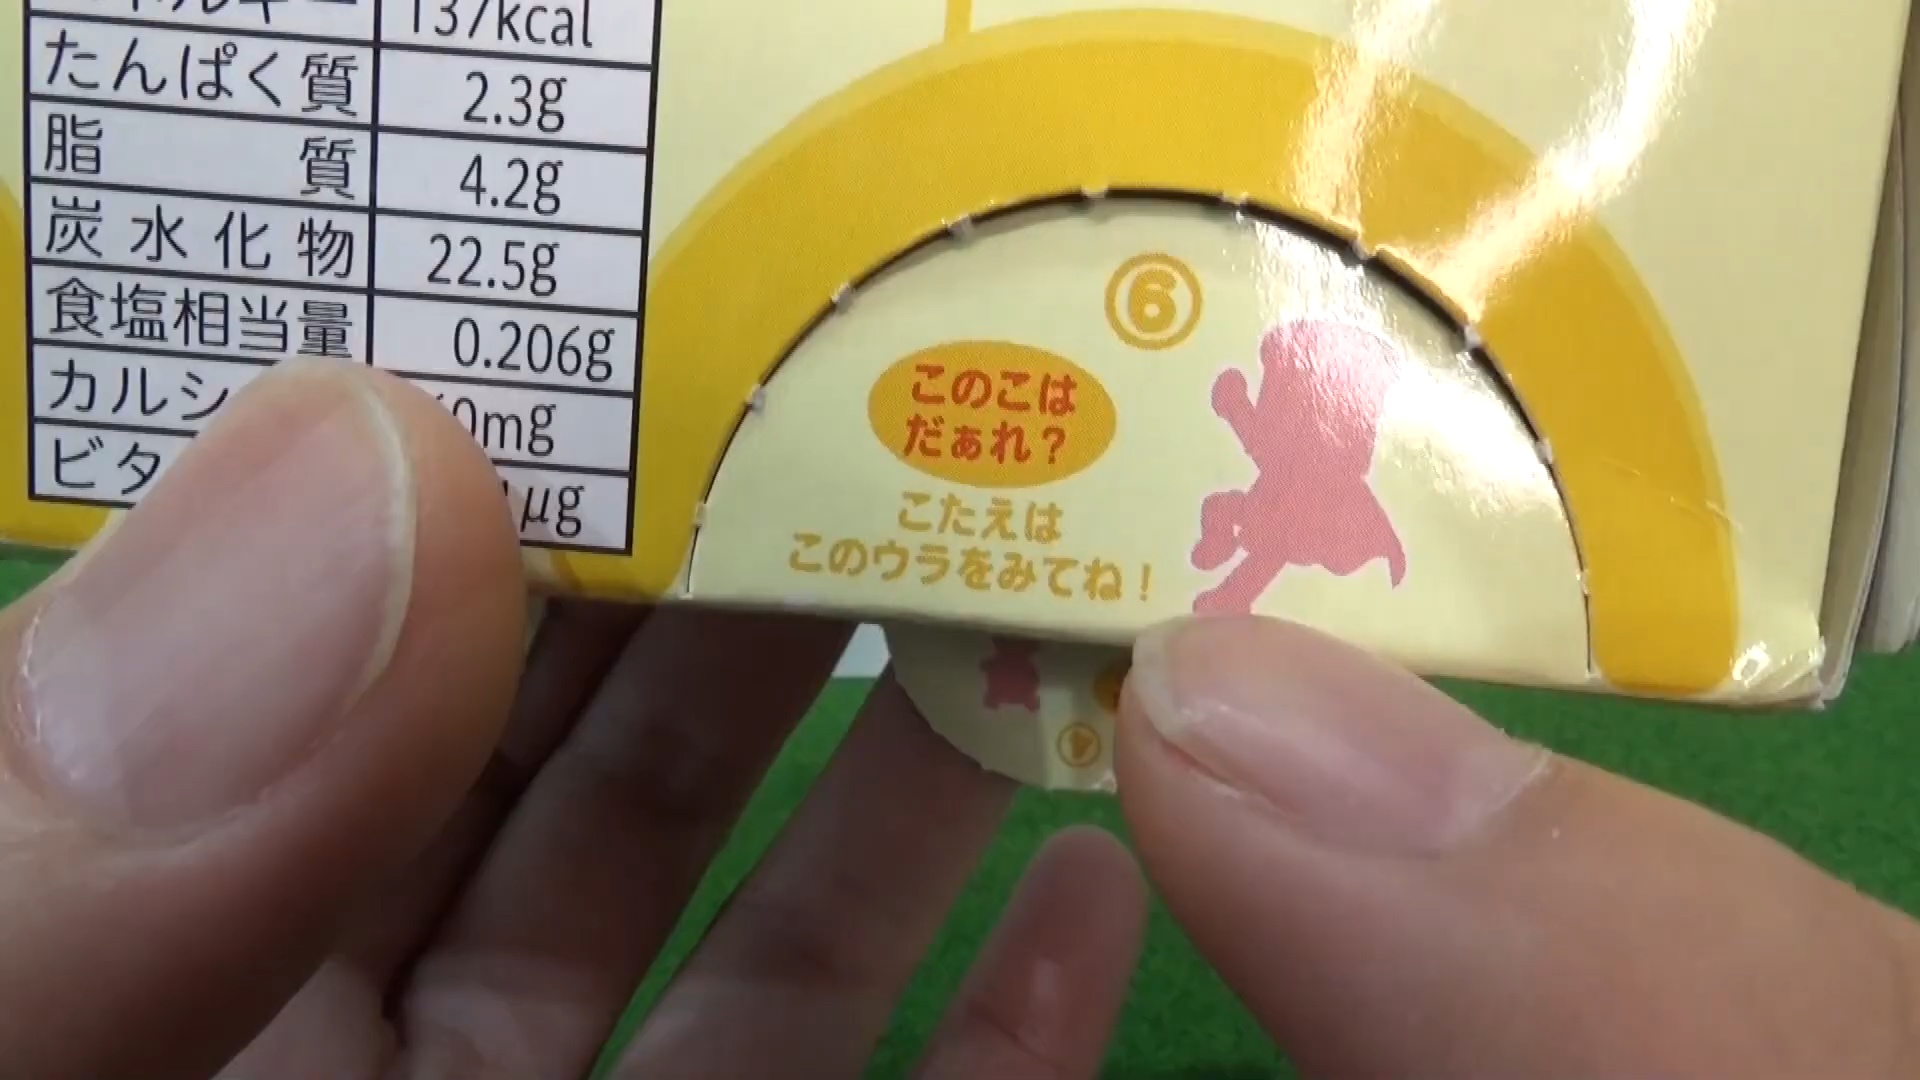 137kcal
たんぱく質 2.3g
脂質 4.2g
炭水化物 22.5g
食塩相当量 0.206g
カルシ 0mg
ビタ μg
⑥
このこは
だぁれ？
こたえは
このウラをみてね！